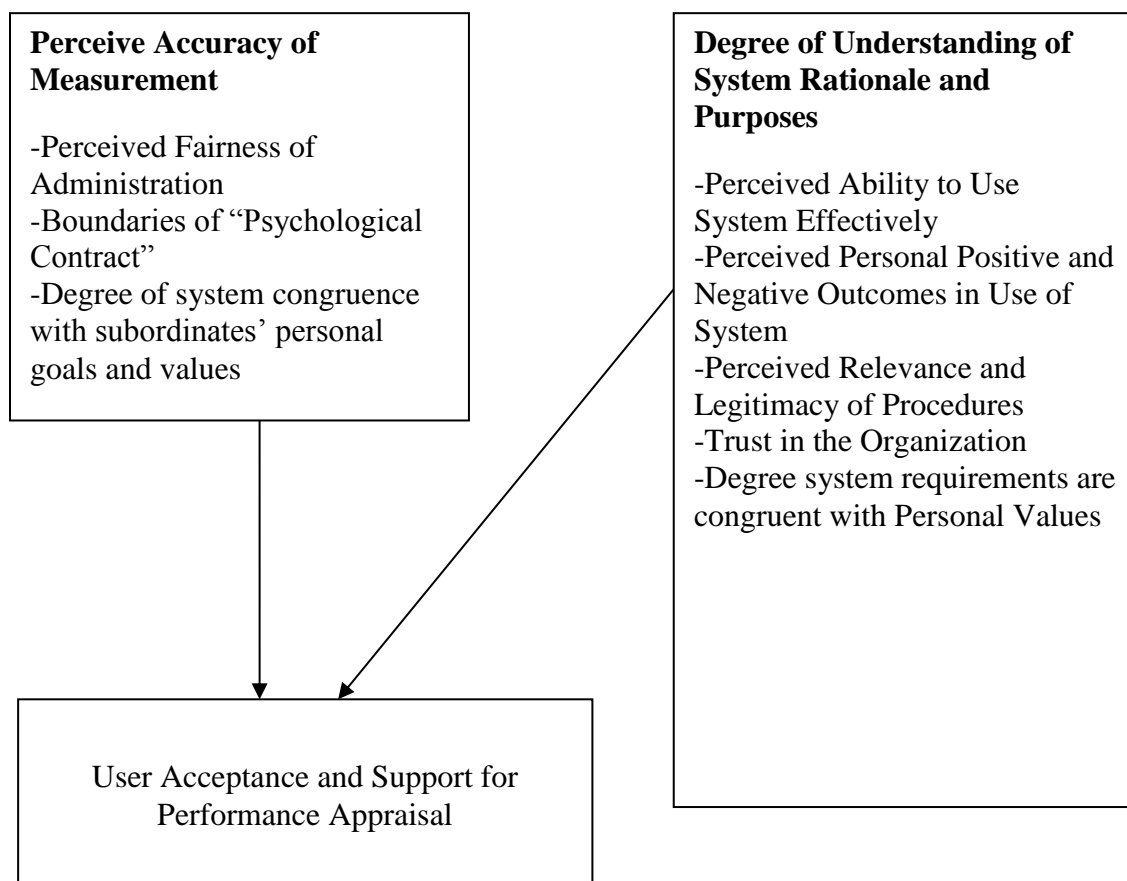 Perceive Accuracy of
Measurement
-Perceived Fairness of
Administration
-Boundaries of “Psychological
Contract”
-Degree of system congruence
with subordinates’ personal
goals and values
Degree of Understanding of
System Rationale and
Purposes
-Perceived Ability to Use
System Effectively
-Perceived Personal Positive and
Negative Outcomes in Use of
System
-Perceived Relevance and
Legitimacy of Procedures
-Trust in the Organization
-Degree system requirements are
congruent with Personal Values
User Acceptance and Support for
Performance Appraisal